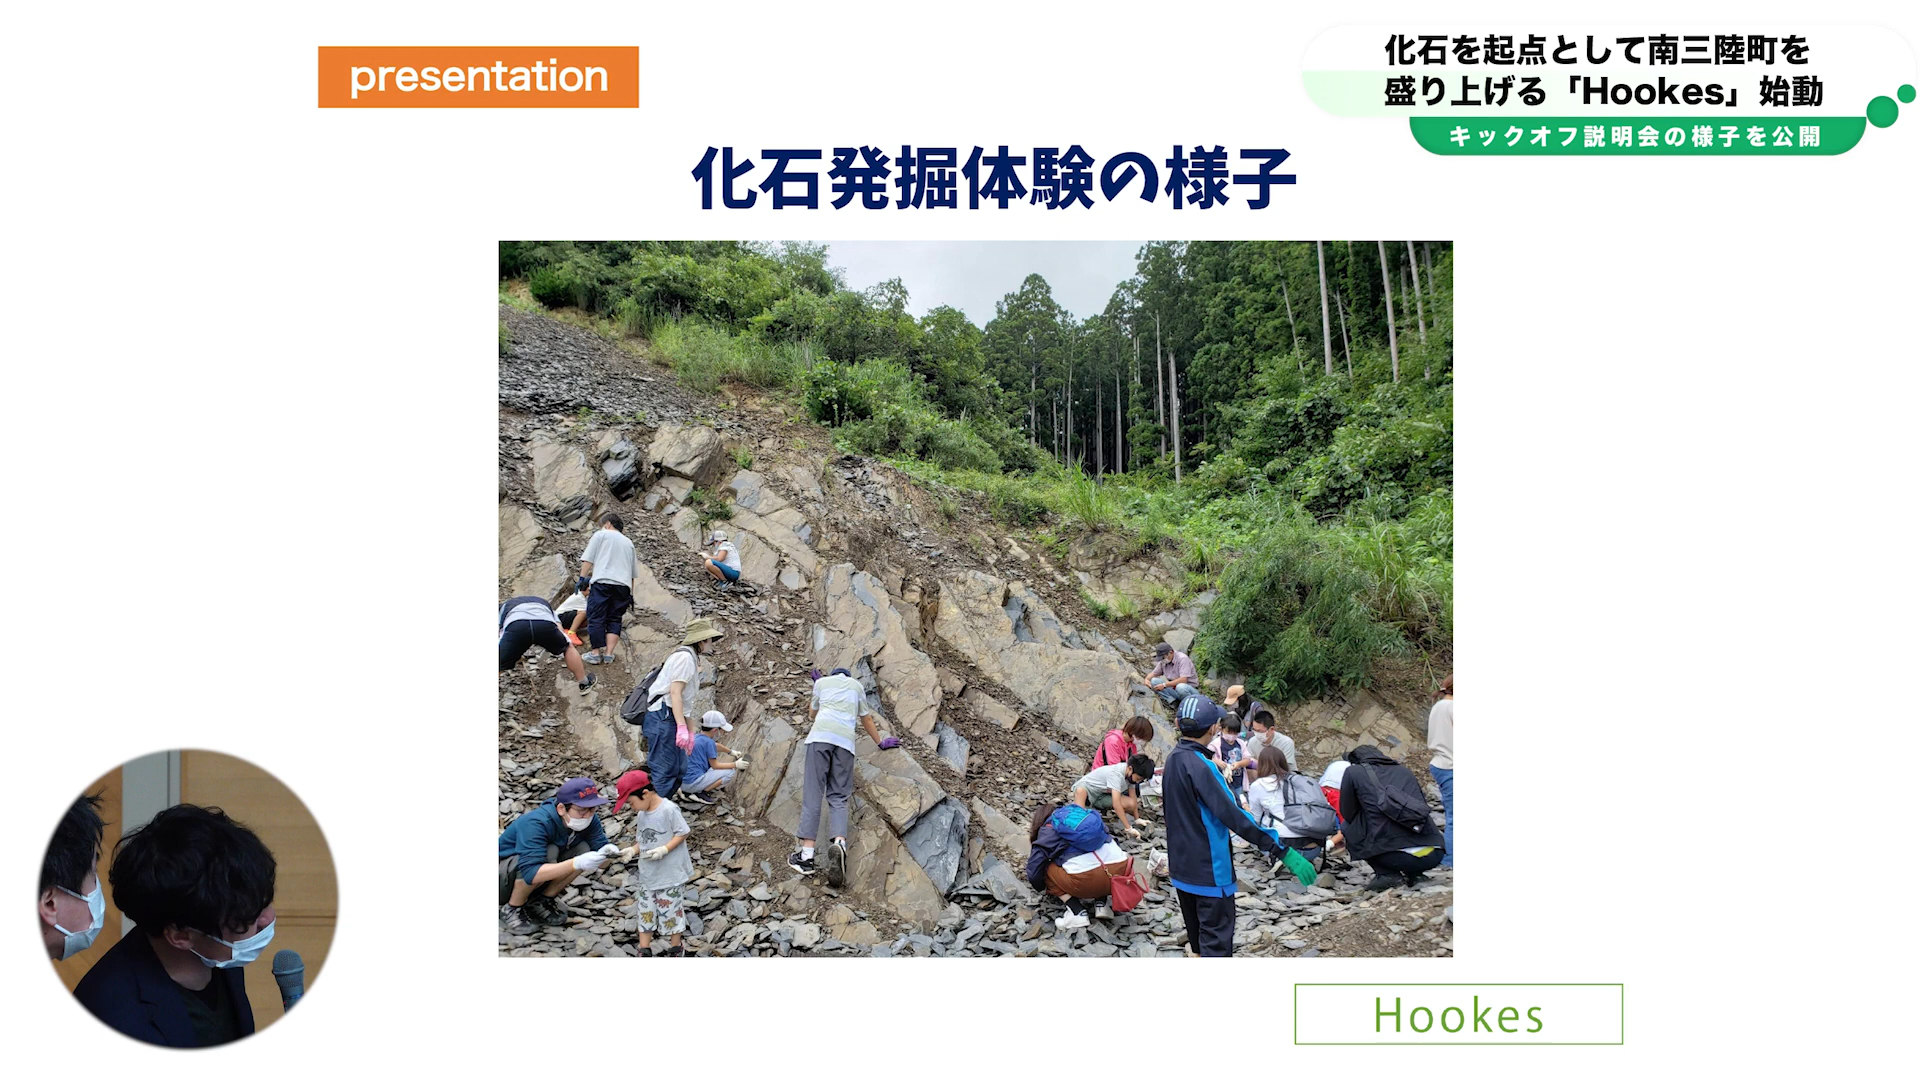 presentation
化石を起点として南三陸町を
盛り上げる「Hookes」始動
キックオフ説明会の様子を公開
化石発掘体験の様子
Hookes